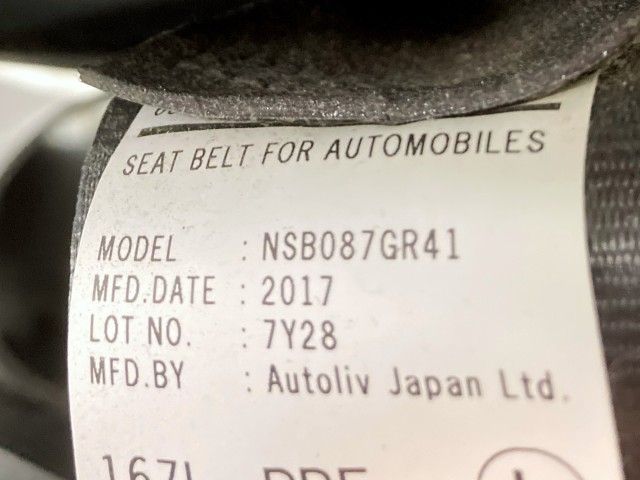 SEAT BELT FOR AUTOMOBILES
MODEL : NSB087GR41
MFD.DATE : 2017
LOT NO. : 7Y28
MFD.BY : Autoliv Japan Ltd.